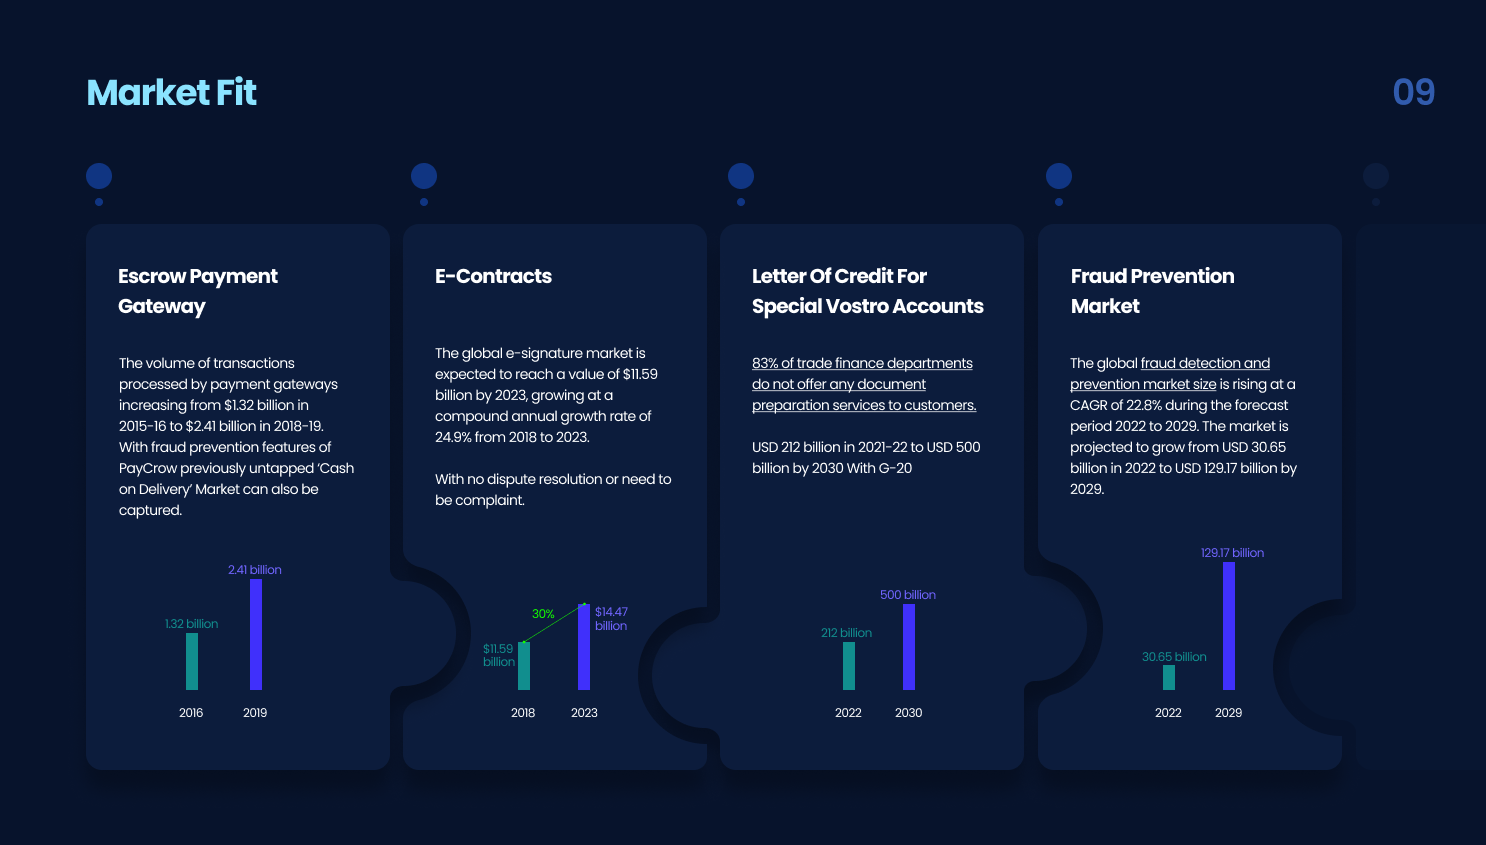 Market Fit
09
Escrow Payment
Gateway
The volume of transactions
processed by payment gateways
increasing from $1.32 billion in
2015-16 to $2.41 billion in 2018-19.
With fraud prevention features of
PayCrow previously untapped ‘Cash
on Delivery’ Market can also be
captured.
2.41 billion
1.32 billion
2016
2019
E-Contracts
The global e-signature market is
expected to reach a value of $11.59
billion by 2023, growing at a
compound annual growth rate of
24.9% from 2018 to 2023.
With no dispute resolution or need to
be complaint.
30%
$14.47
billion
$11.59
billion
2018
2023
Letter Of Credit For
Special Vostro Accounts
83% of trade finance departments
do not offer any document
preparation services to customers.
USD 212 billion in 2021-22 to USD 500
billion by 2030 With G-20
500 billion
212 billion
2022
2030
Fraud Prevention
Market
The global fraud detection and
prevention market size is rising at a
CAGR of 22.8% during the forecast
period 2022 to 2029. The market is
projected to grow from USD 30.65
billion in 2022 to USD 129.17 billion by
2029.
129.17 billion
30.65 billion
2022
2029